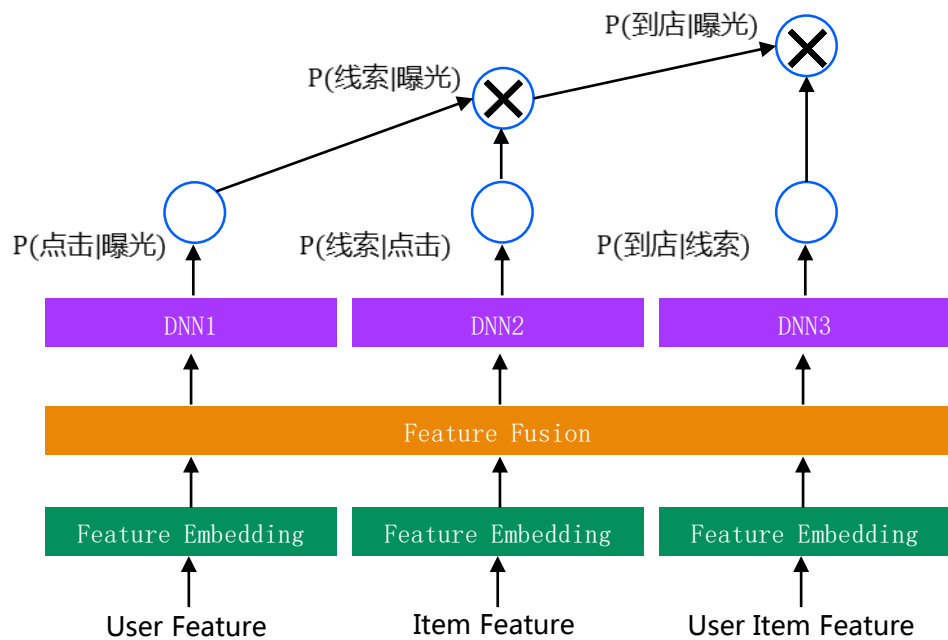 P(到店|曝光)
P(线索|曝光)
P(点击|曝光)
P(线索|点击)
P(到店|线索)
DNN1
DNN2
DNN3
Feature Fusion
Feature Embedding
Feature Embedding
Feature Embedding
User Feature
Item Feature
User Item Feature